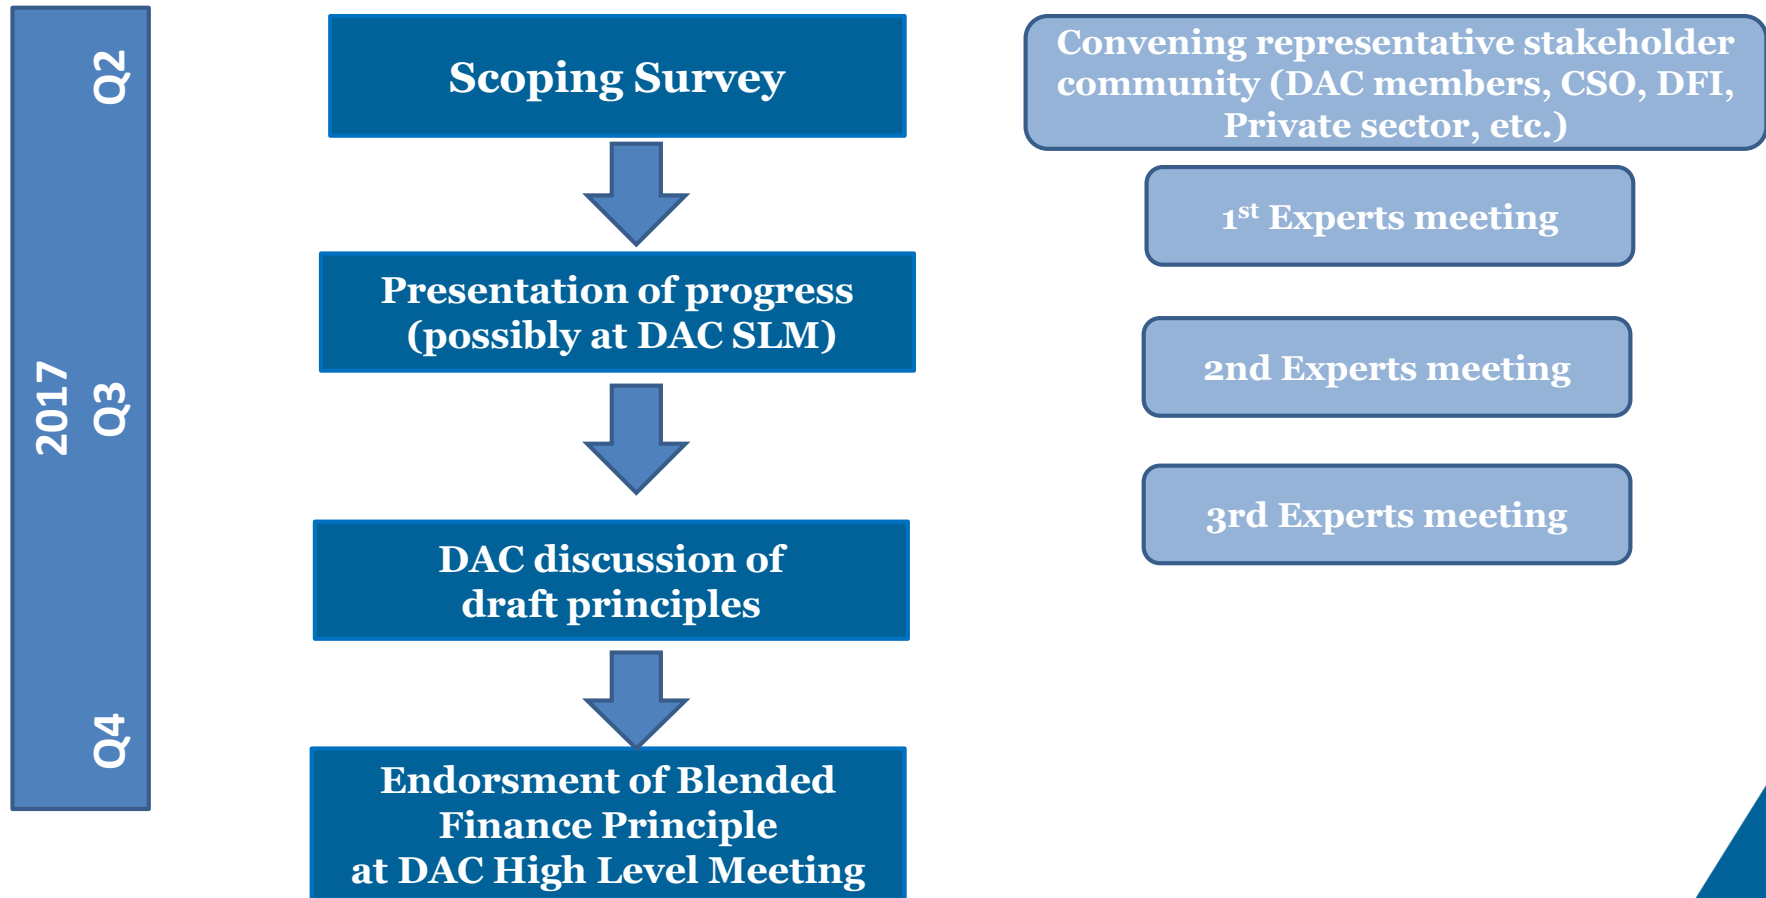 2017
Q2
Q3
Q4
Scoping Survey
Presentation of progress
(possibly at DAC SLM)
DAC discussion of
draft principles
Endorsment of Blended
Finance Principle
at DAC High Level Meeting
Convening representative stakeholder
community (DAC members, CSO, DFI,
Private sector, etc.)
1st Experts meeting
2nd Experts meeting
3rd Experts meeting